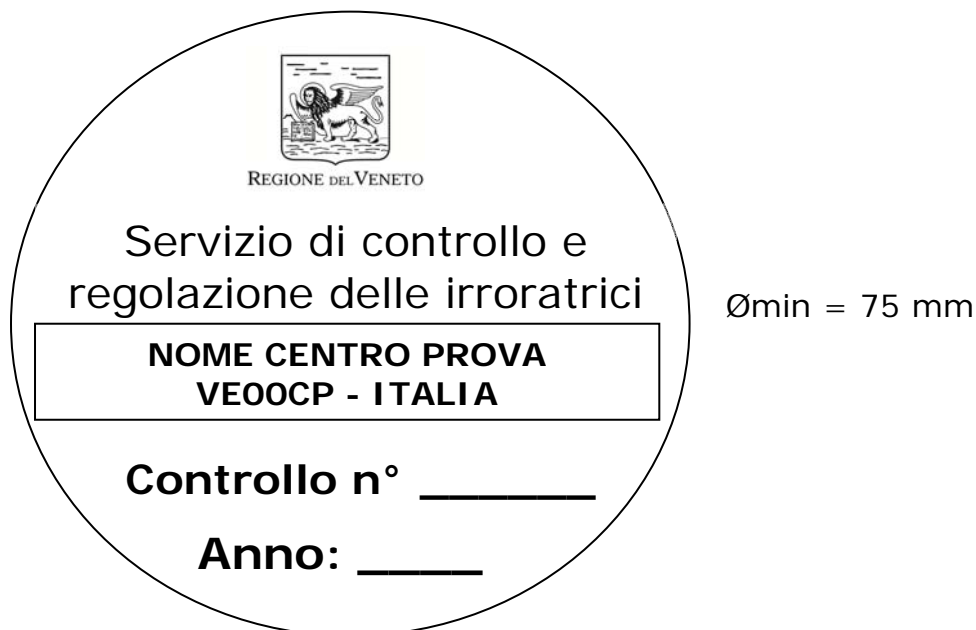 REGIONE DEL VENETO
Servizio di controllo e
regolazione delle irroratrici
NOME CENTRO PROVA
VE00CP - ITALIA
Controllo n° ______
Anno: ____
Ømin = 75 mm